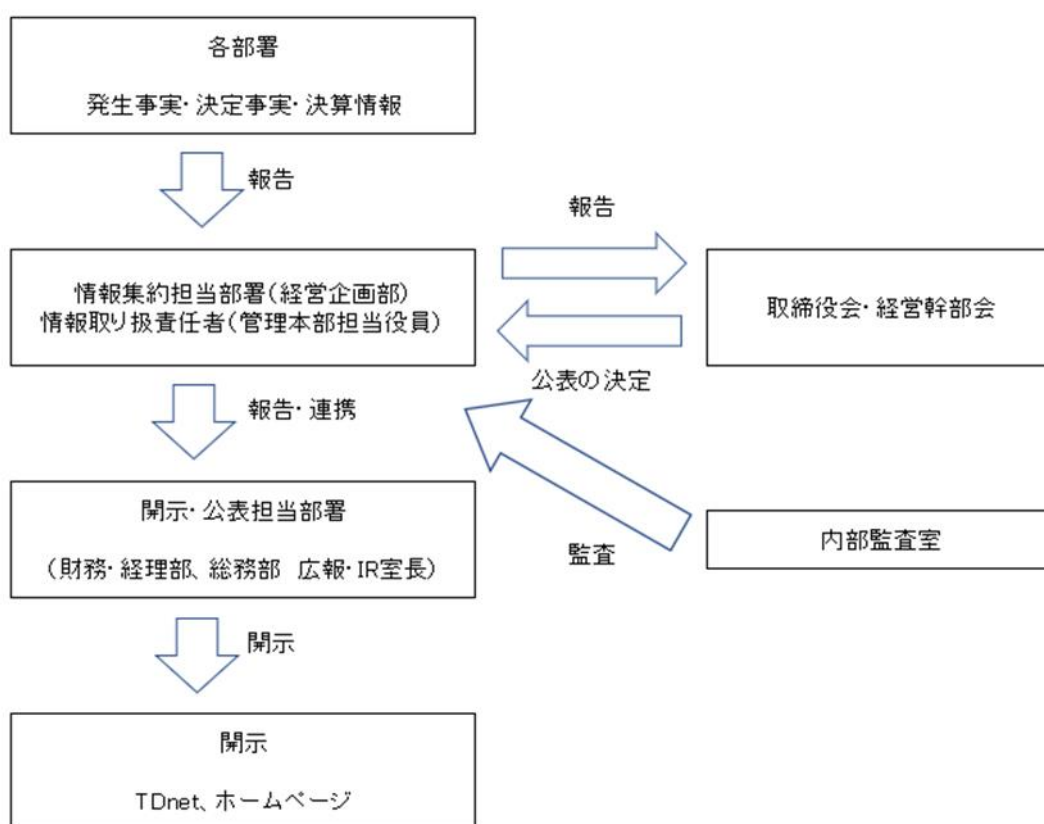 各部署
発生事実・決定事実・決算情報
報告
報告
情報集約担当部署(経営企画部)
情報取り扱責任者(管理本部担当役員)
取締役会・経営幹部会
公表の決定
報告・連携
開示・公表担当部署
(財務・経理部、総務部 広報・IR室長)
監査
内部監査室
開示
開示
TDnet、ホームページ